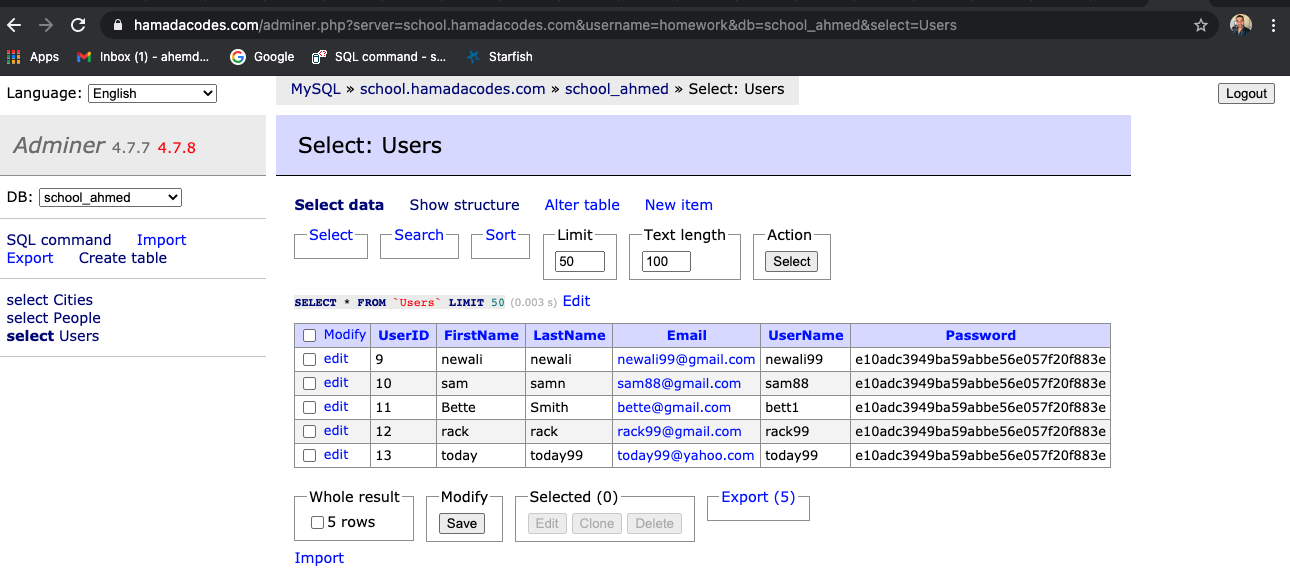 hamadacodes.com/adminer.php?server=school.hamadacodes.com&username=homework&db=school_ahmed&select=Users
Apps Inbox (1) - ahemd... Google SQL command - s... Starfish
Language: English
MySQL » school.hamadacodes.com » school_ahmed » Select: Users
Logout
Adminer 4.7.7 4.7.8
Select: Users
DB: school_ahmed
SQL command Import
Export Create table
select Cities
select People
select Users
Select data Show structure Alter table New item
Select Search Sort Limit Text length Action
50 100 Select
SELECT * FROM `Users` LIMIT 50 (0.003 s) Edit
Modify UserID FirstName LastName Email UserName Password
edit 9 newali newali newali99@gmail.com newali99 e10adc3949ba59abbe56e057f20f883e
edit 10 sam samn sam88@gmail.com sam88 e10adc3949ba59abbe56e057f20f883e
edit 11 Bette Smith bette@gmail.com bett1 e10adc3949ba59abbe56e057f20f883e
edit 12 rack rack rack99@gmail.com rack99 e10adc3949ba59abbe56e057f20f883e
edit 13 today today99 today99@yahoo.com today99 e10adc3949ba59abbe56e057f20f883e
Whole result Modify Selected (0) Export (5)
5 rows Save Edit Clone Delete
Import